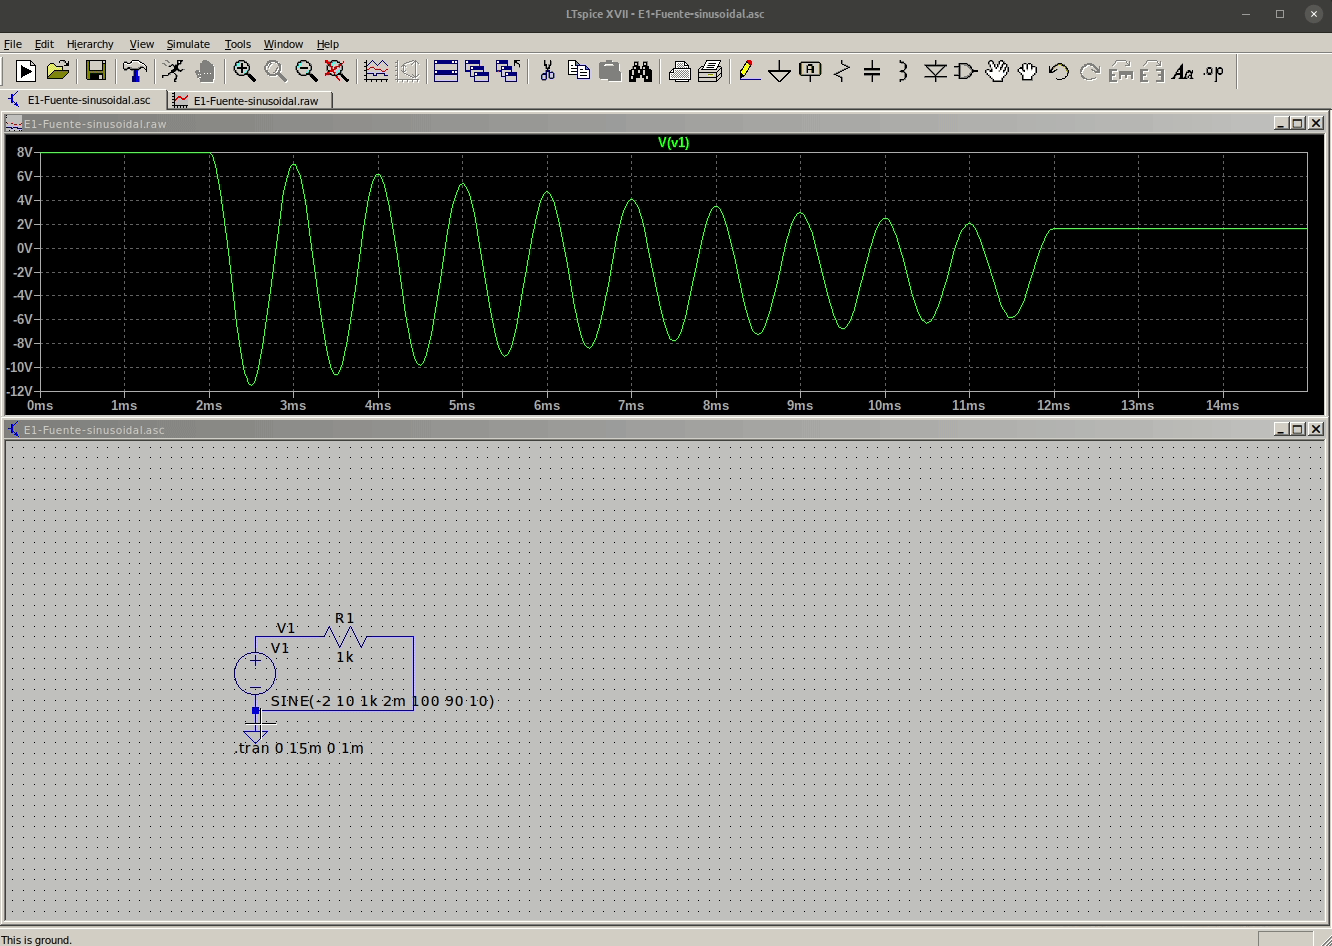 LTspice XVII - E1-Fuente-sinusoidal.asc
File Edit Hierarchy View Simulate Tools Window Help
E1-Fuente-sinusoidal.asc E1-Fuente-sinusoidal.raw
E1-Fuente-sinusoidal.raw
V(v1)
8V
6V
4V
2V
0V
-2V
-4V
-6V
-8V
-10V
-12V
0ms 1ms 2ms 3ms 4ms 5ms 6ms 7ms 8ms 9ms 10ms 11ms 12ms 13ms 14ms
E1-Fuente-sinusoidal.asc
R1
V1
V1
1k
SINE(-2 10 1k 2m 100 90 10)
.tran 0 15m 0 1m
This is ground.